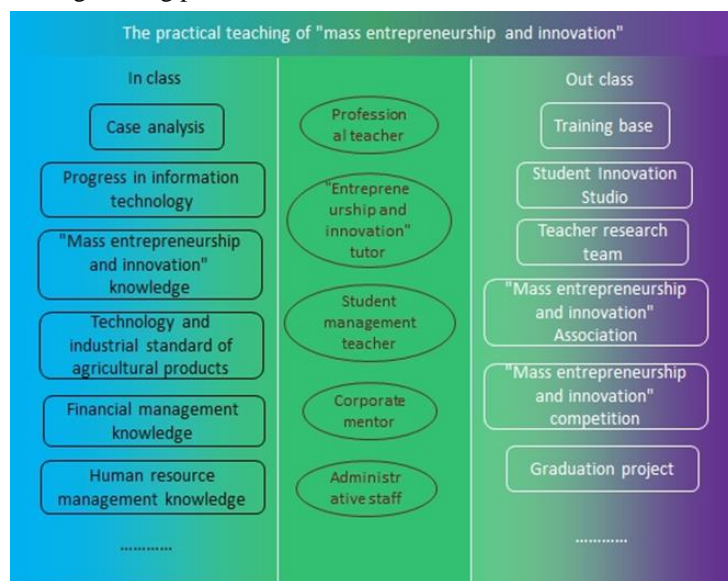 The practical teaching of "mass entrepreneurship and innovation"
In class
Case analysis
Progress in information
technology
"Mass entrepreneurship
and innovation"
knowledge
Technology and
industrial standard of
agricultural products
Financial management
knowledge
Human resource
management knowledge
…………
Profession
al teacher
"Entreprene
urship and
innovation"
tutor
Student
management
teacher
Corporate
mentor
Administr
ative staff
Out class
Training base
Student Innovation
Studio
Teacher research
team
"Mass entrepreneurship
and innovation"
Association
"Mass entrepreneurship
and innovation"
competition
Graduation project
…………